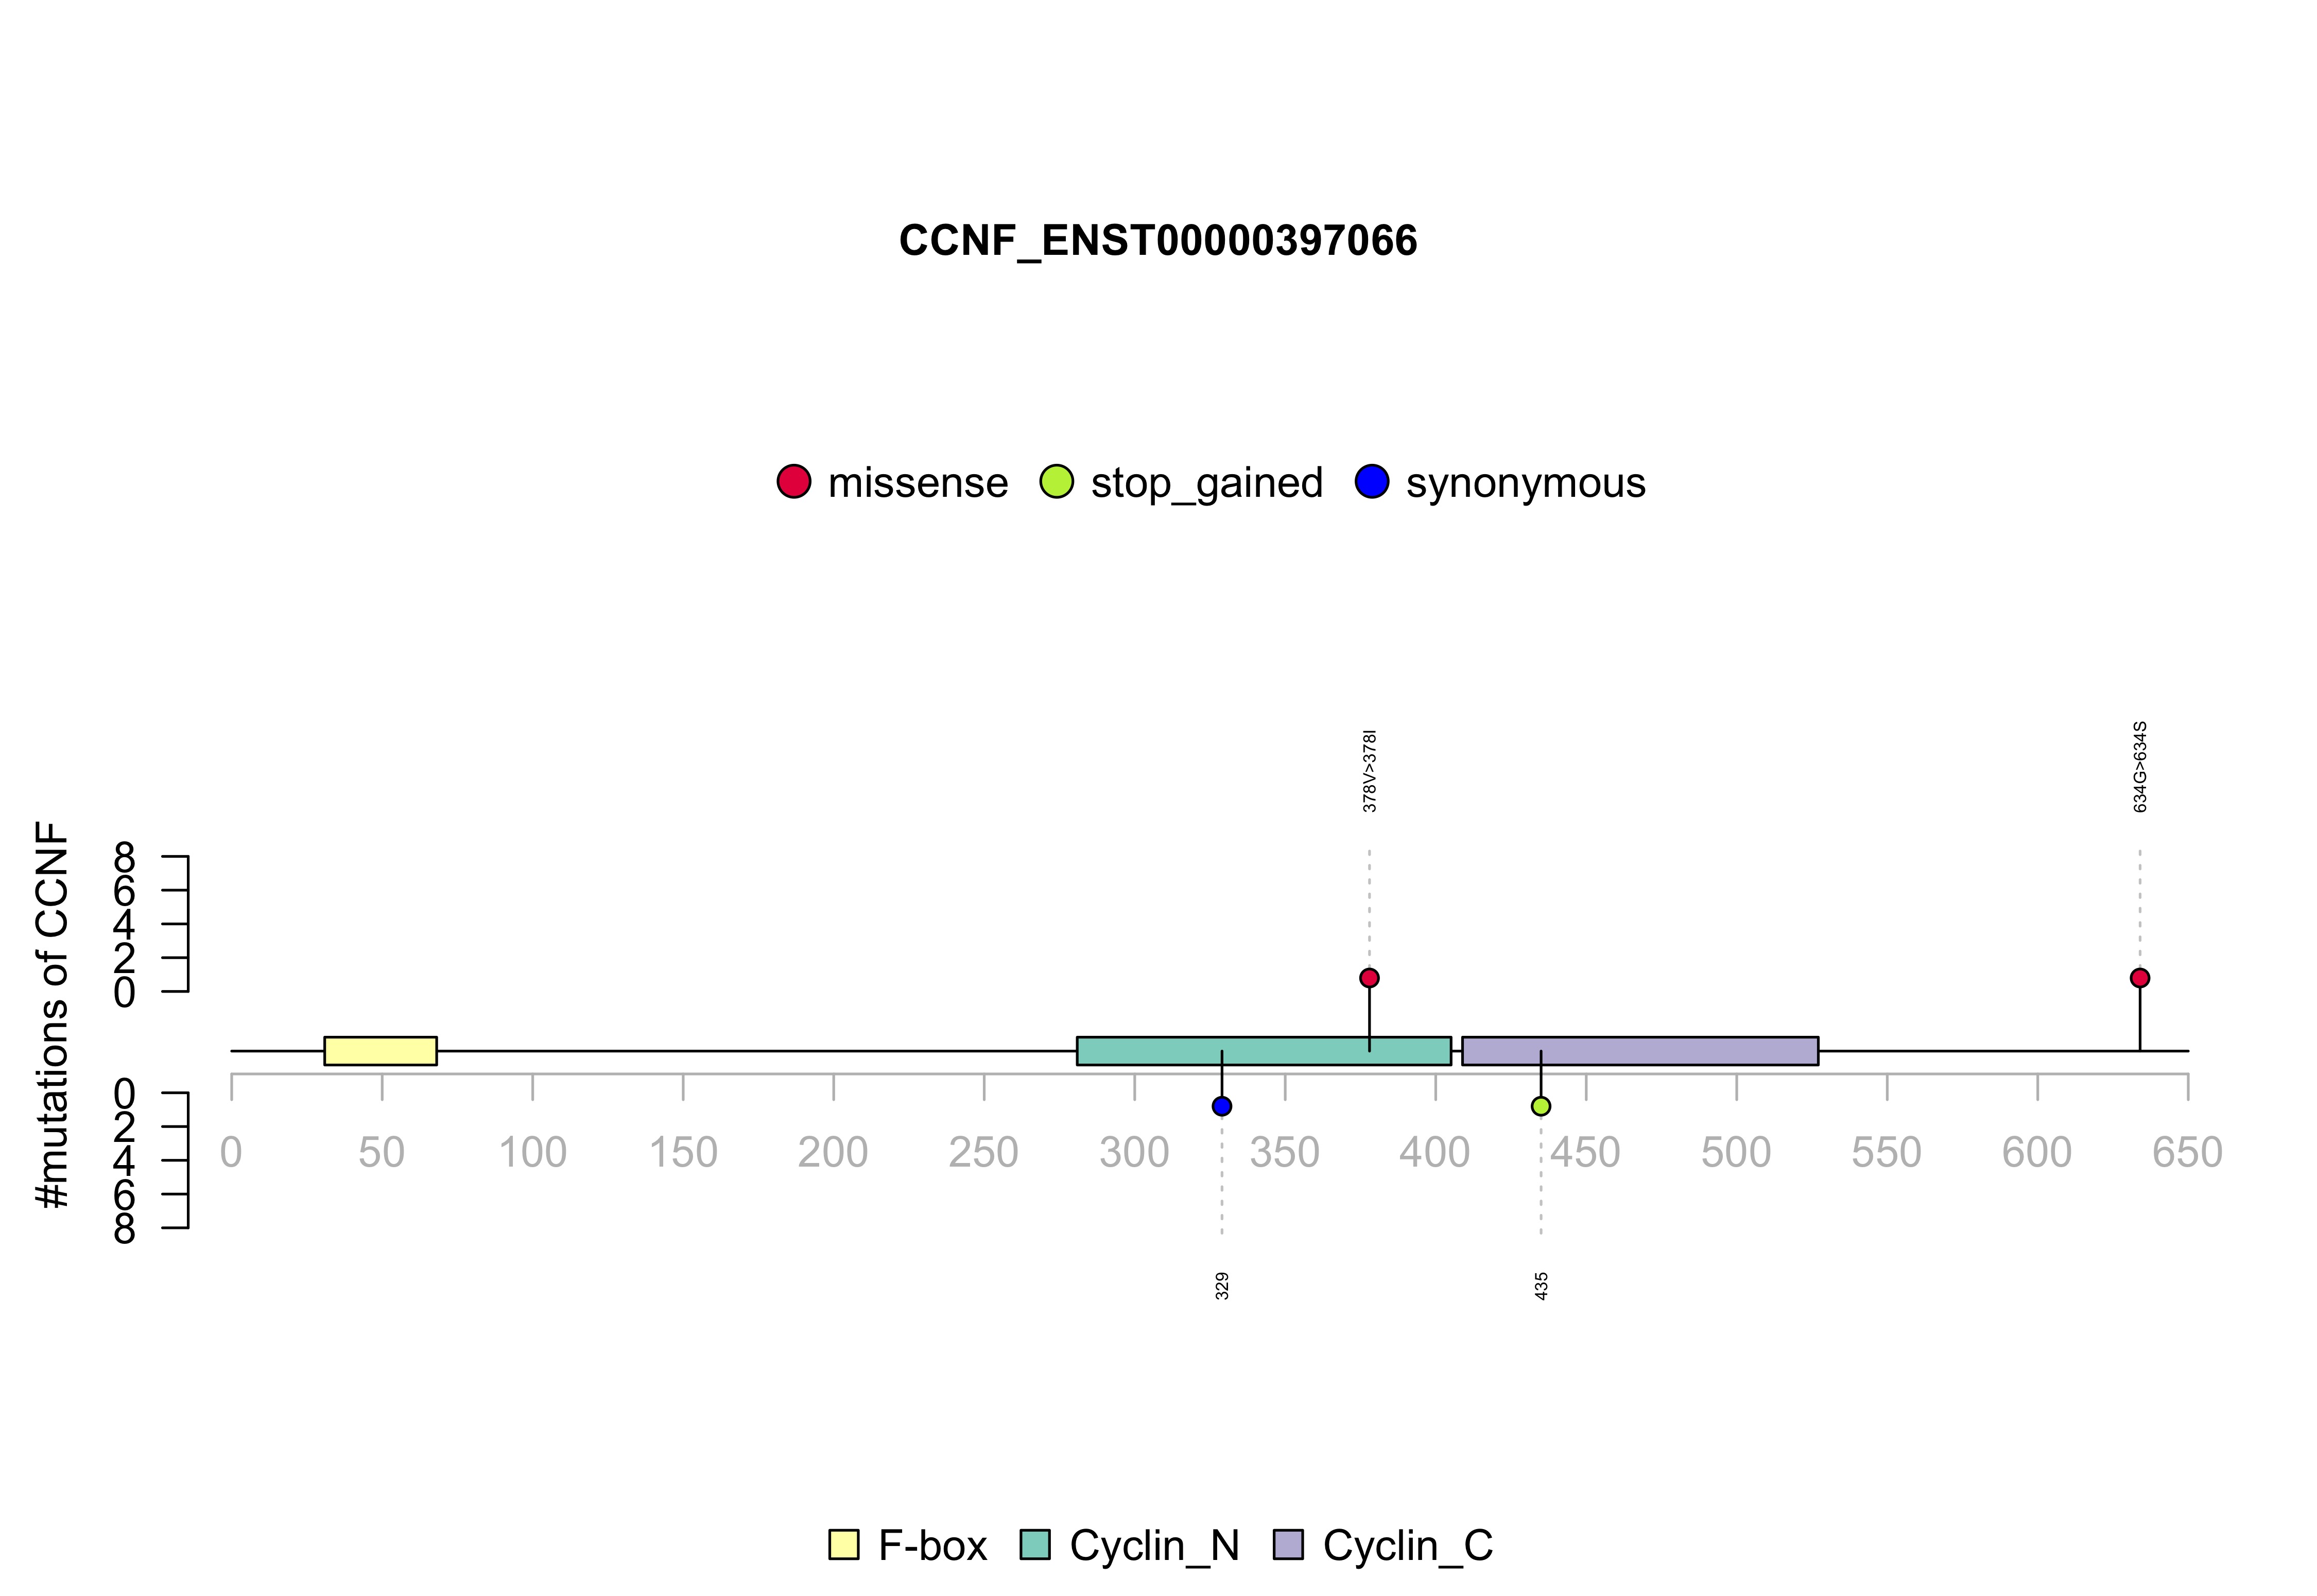 CCNF_ENST00000397066
missense stop_gained synonymous
378V>378I
634G>634S
#mutations of CCNF
8
6
4
2
0
0
2
4
6
8
0 50 100 150 200 250 300 350 400 450 500 550 600 650
329
435
F-box Cyclin_N Cyclin_C